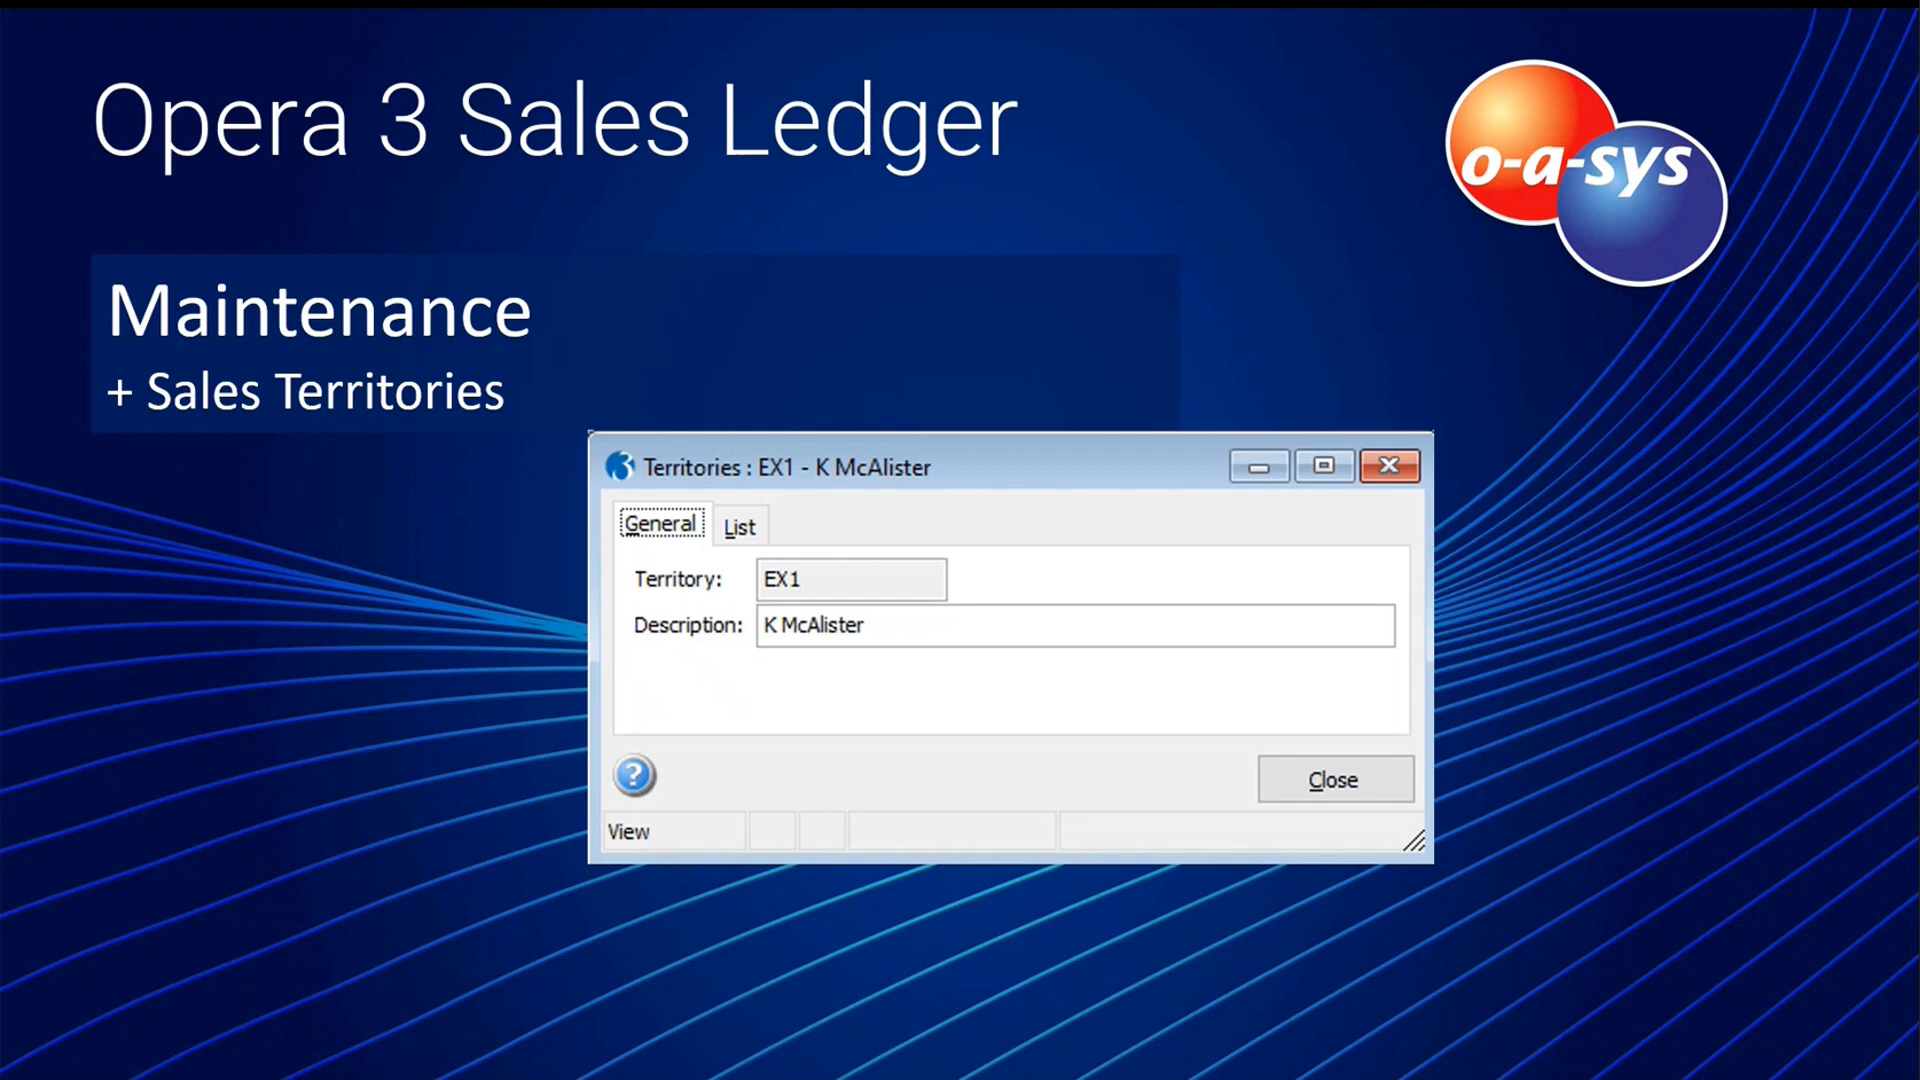 Opera 3 Sales Ledger
o-a-sys
Maintenance
+ Sales Territories
3 Territories : EX1 - K McAlister
General List
Territory: EX1
Description: K McAlister
?
Close
View